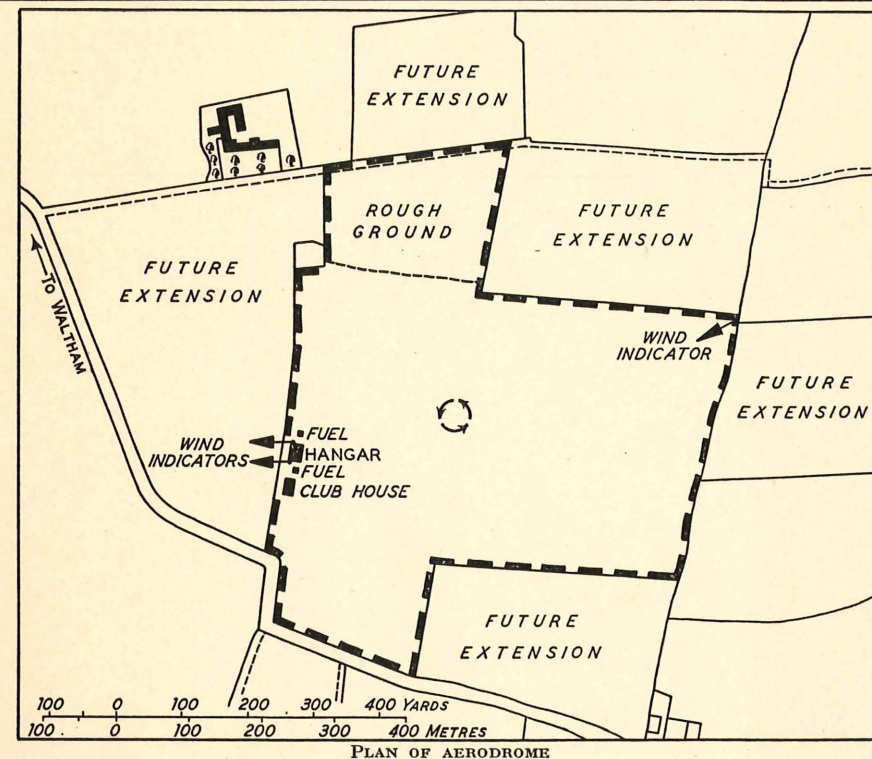 FUTURE
EXTENSION
ROUGH
GROUND
FUTURE
EXTENSION
FUTURE
EXTENSION
TO WALTHAM
WIND
INDICATOR
FUTURE
EXTENSION
WIND
INDICATORS
FUEL
HANGAR
FUEL
CLUB HOUSE
FUTURE
EXTENSION
100 0 100 200 300 400 YARDS
100 0 100 200 300 400 METRES
PLAN OF AERODROME